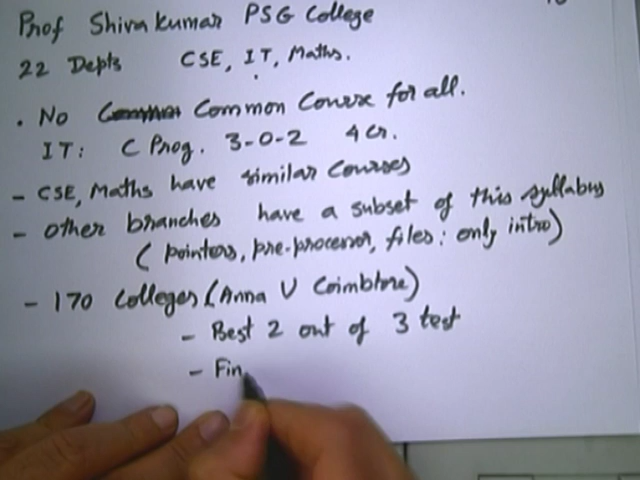 Prof Shiva Kumar PSG College
22 Depts CSE, IT, Maths.
. No Common Course for all.
IT: C Prog. 3-0-2 4 Cr.
- CSE, Maths have similar Courses
- other branches have a subset of this syllabus
( pointers, pre-processor, files: only intro)
- 170 Colleges (Anna U Coimbtore)
- Best 2 out of 3 test
- Fin